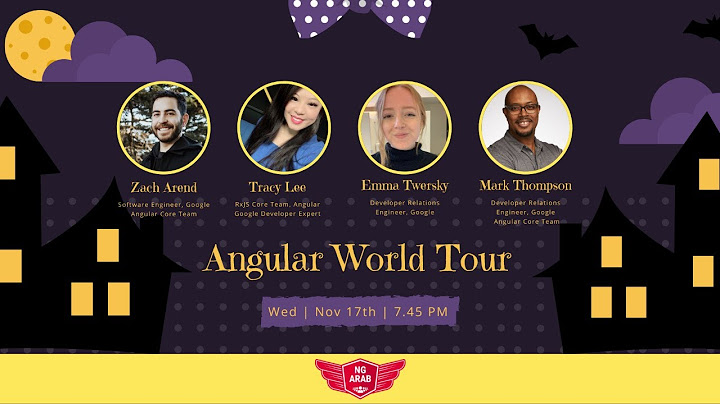 Zach Arend
Software Engineer, Google
Angular Core Team
Tracy Lee
RxJS Core Team, Angular
Google Developer Expert
Emma Twersky
Developer Relations
Engineer, Google
Mark Thompson
Developer Relations
Engineer, Google
Angular Core Team
Angular World Tour
Wed | Nov 17th | 7.45 PM
NG
ARAB